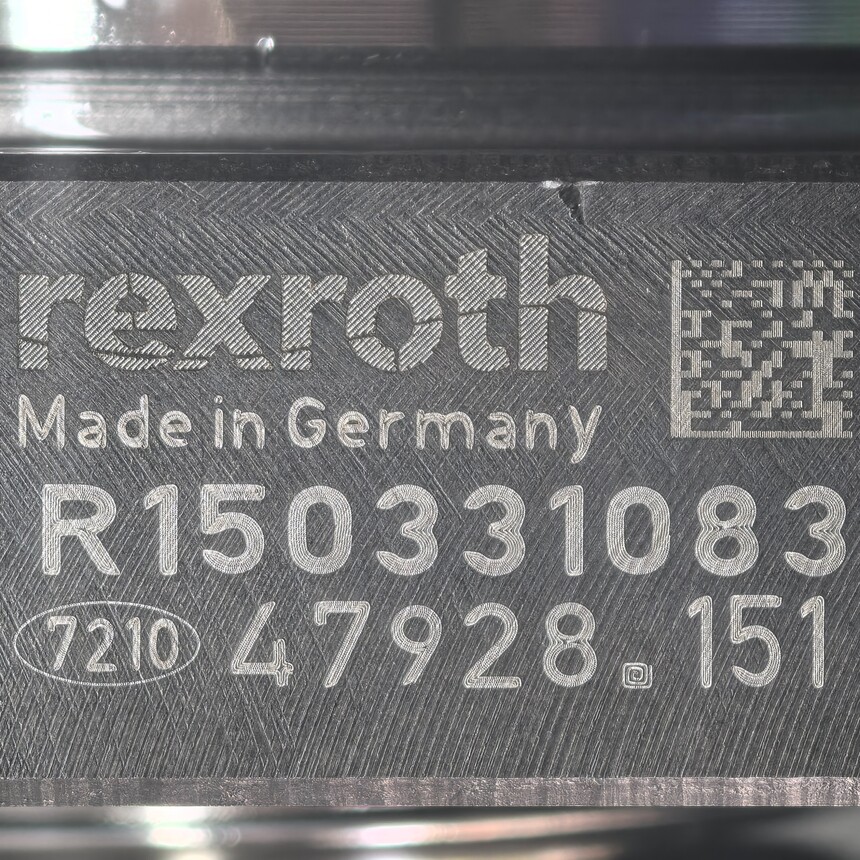 rexroth
Made in Germany
R150331083
7210 47928.151